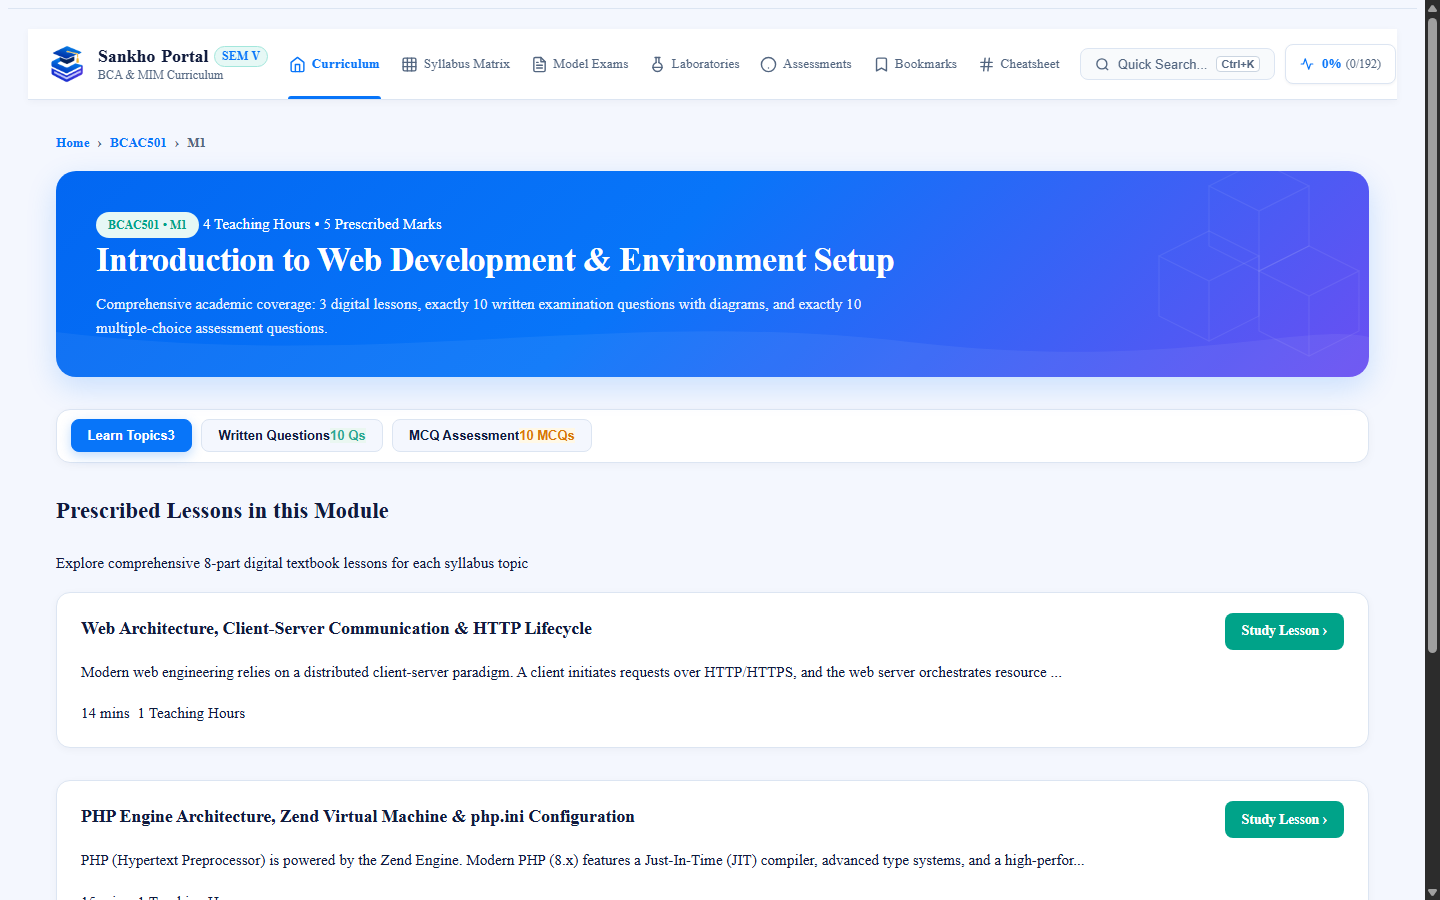 Sankho Portal SEM V
BCA & MIM Curriculum
Curriculum
Syllabus Matrix
Model Exams
Laboratories
Assessments
Bookmarks
Cheatsheet
Quick Search... Ctrl+K
0% (0/192)
Home › BCAC501 › M1
BCAC501 • M1 4 Teaching Hours • 5 Prescribed Marks
Introduction to Web Development & Environment Setup
Comprehensive academic coverage: 3 digital lessons, exactly 10 written examination questions with diagrams, and exactly 10
multiple-choice assessment questions.
Learn Topics3
Written Questions10 Qs
MCQ Assessment10 MCQs
Prescribed Lessons in this Module
Explore comprehensive 8-part digital textbook lessons for each syllabus topic
Web Architecture, Client-Server Communication & HTTP Lifecycle
Study Lesson ›
Modern web engineering relies on a distributed client-server paradigm. A client initiates requests over HTTP/HTTPS, and the web server orchestrates resource ...
14 mins 1 Teaching Hours
PHP Engine Architecture, Zend Virtual Machine & php.ini Configuration
Study Lesson ›
PHP (Hypertext Preprocessor) is powered by the Zend Engine. Modern PHP (8.x) features a Just-In-Time (JIT) compiler, advanced type systems, and a high-perfor...